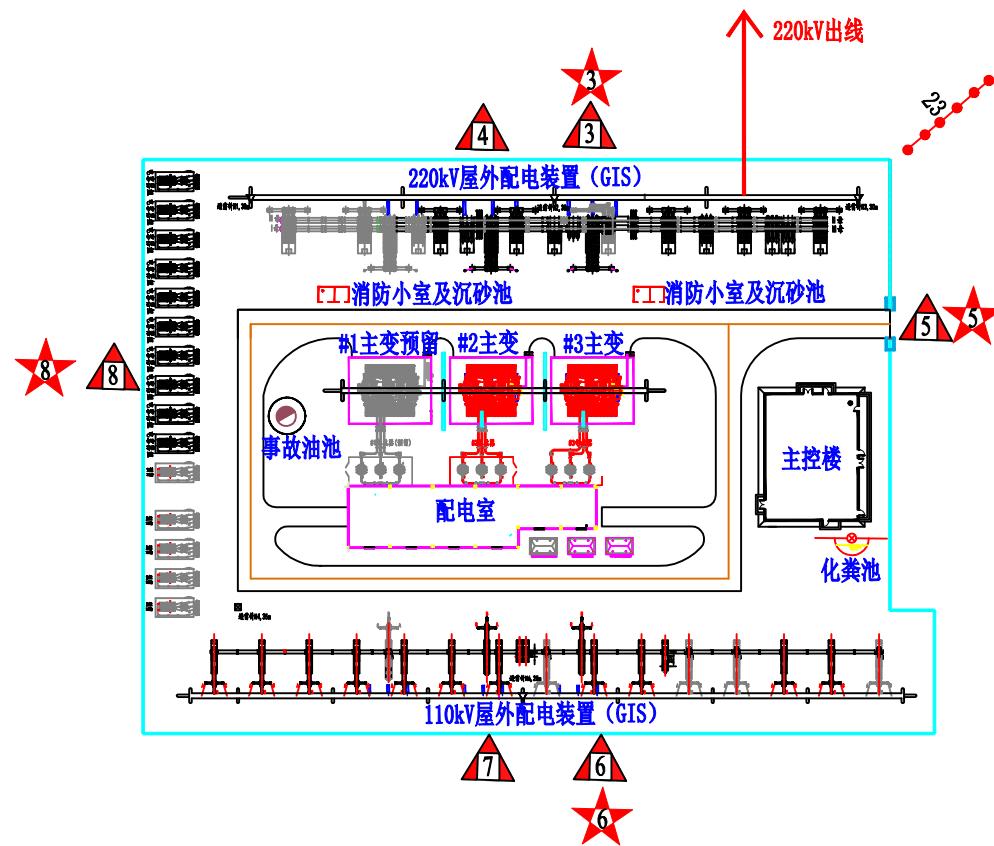 220kV出线
3
23
4
3
220kV屋外配电装置（GIS）
消防小室及沉砂池
消防小室及沉砂池
5
5
#1主变预留
#2主变
#3主变
8
8
事故油池
主控楼
配电室
化粪池
110kV屋外配电装置（GIS）
7
6
6